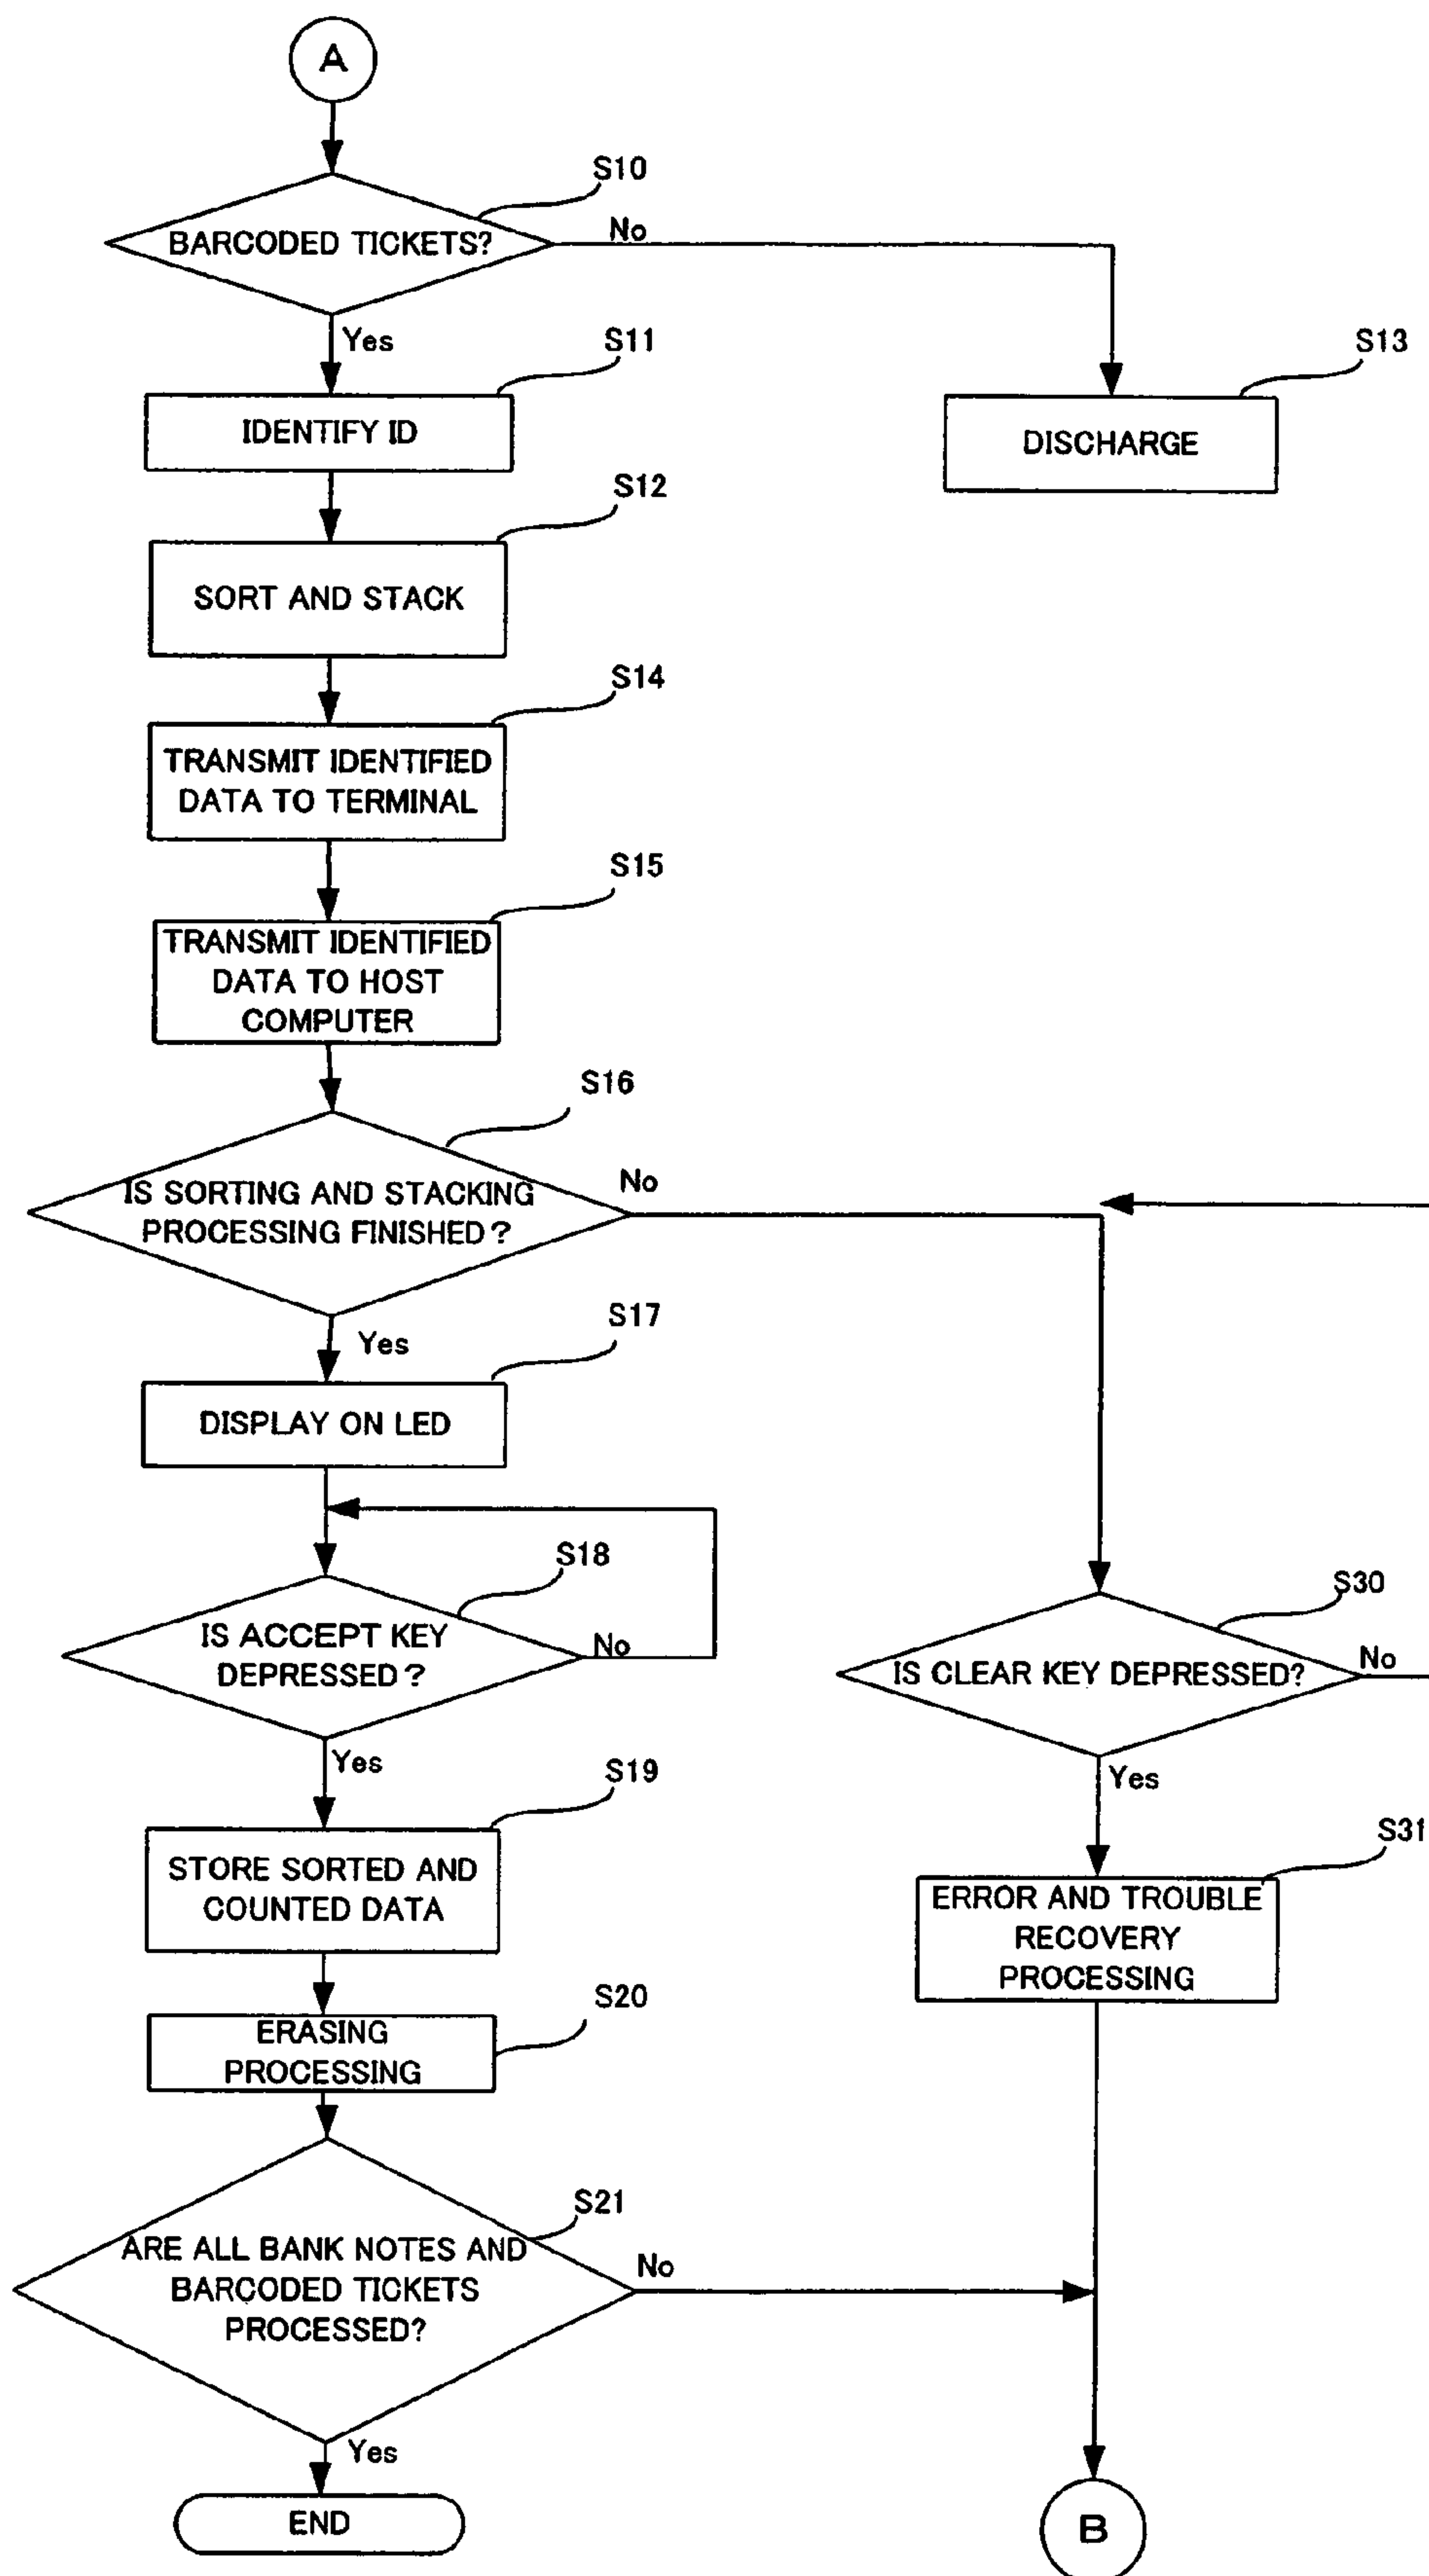 A
S10
BARCODED TICKETS?
No
Yes
S11
S13
IDENTIFY ID
DISCHARGE
S12
SORT AND STACK
S14
TRANSMIT IDENTIFIED
DATA TO TERMINAL
S15
TRANSMIT IDENTIFIED
DATA TO HOST
COMPUTER
S16
IS SORTING AND STACKING
PROCESSING FINISHED?
No
Yes
S17
DISPLAY ON LED
S18
IS ACCEPT KEY
DEPRESSED?
No
Yes
S30
IS CLEAR KEY DEPRESSED?
No
Yes
S19
STORE SORTED AND
COUNTED DATA
S31
ERROR AND TROUBLE
RECOVERY
PROCESSING
S20
ERASING
PROCESSING
S21
ARE ALL BANK NOTES AND
BARCODED TICKETS
PROCESSED?
No
Yes
END
B